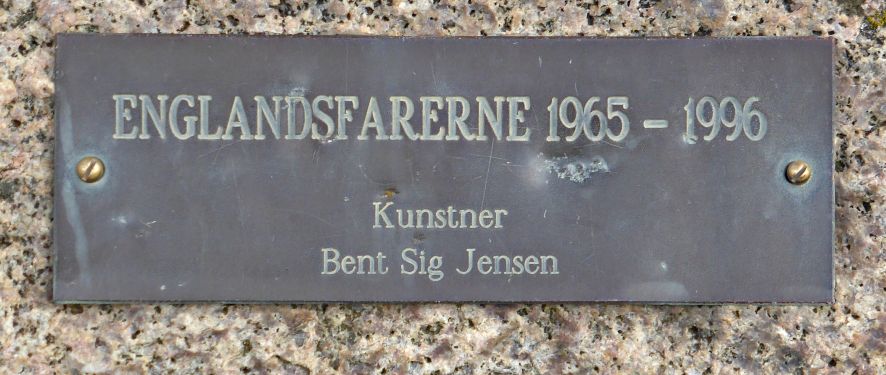 ENGLANDSFARERNE 1965 – 1996
Kunstner
Bent Sig Jensen